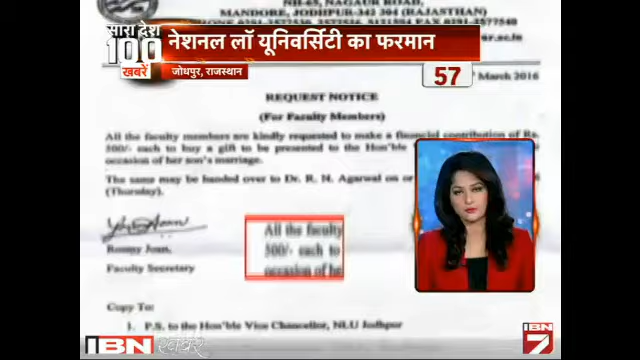 NH-65, NAGAUR ROAD,
MANDORE, JODHPUR-342 304 (RAJASTHAN)
सारा देश
100
खबरें
नेशनल लॉ यूनिवर्सिटी का फरमान
जोधपुर, राजस्थान
57
March 2016
REQUEST NOTICE
(For Faculty Members)
All the faculty members are kindly requested to make a financial contribution of Rs.
500/- each to buy a gift to be presented to the Hon'ble
occasion of her son's marriage.
The same may be handed over to Dr. R. N. Agarwal on or
(Thursday).
Faculty Secretary
All the faculty
500/- each to
occasion of he
Copy To:
1. P.S. to the Hon'ble Vice Chancellor, NLU Jodhpur
IBN खबर
IBN
7